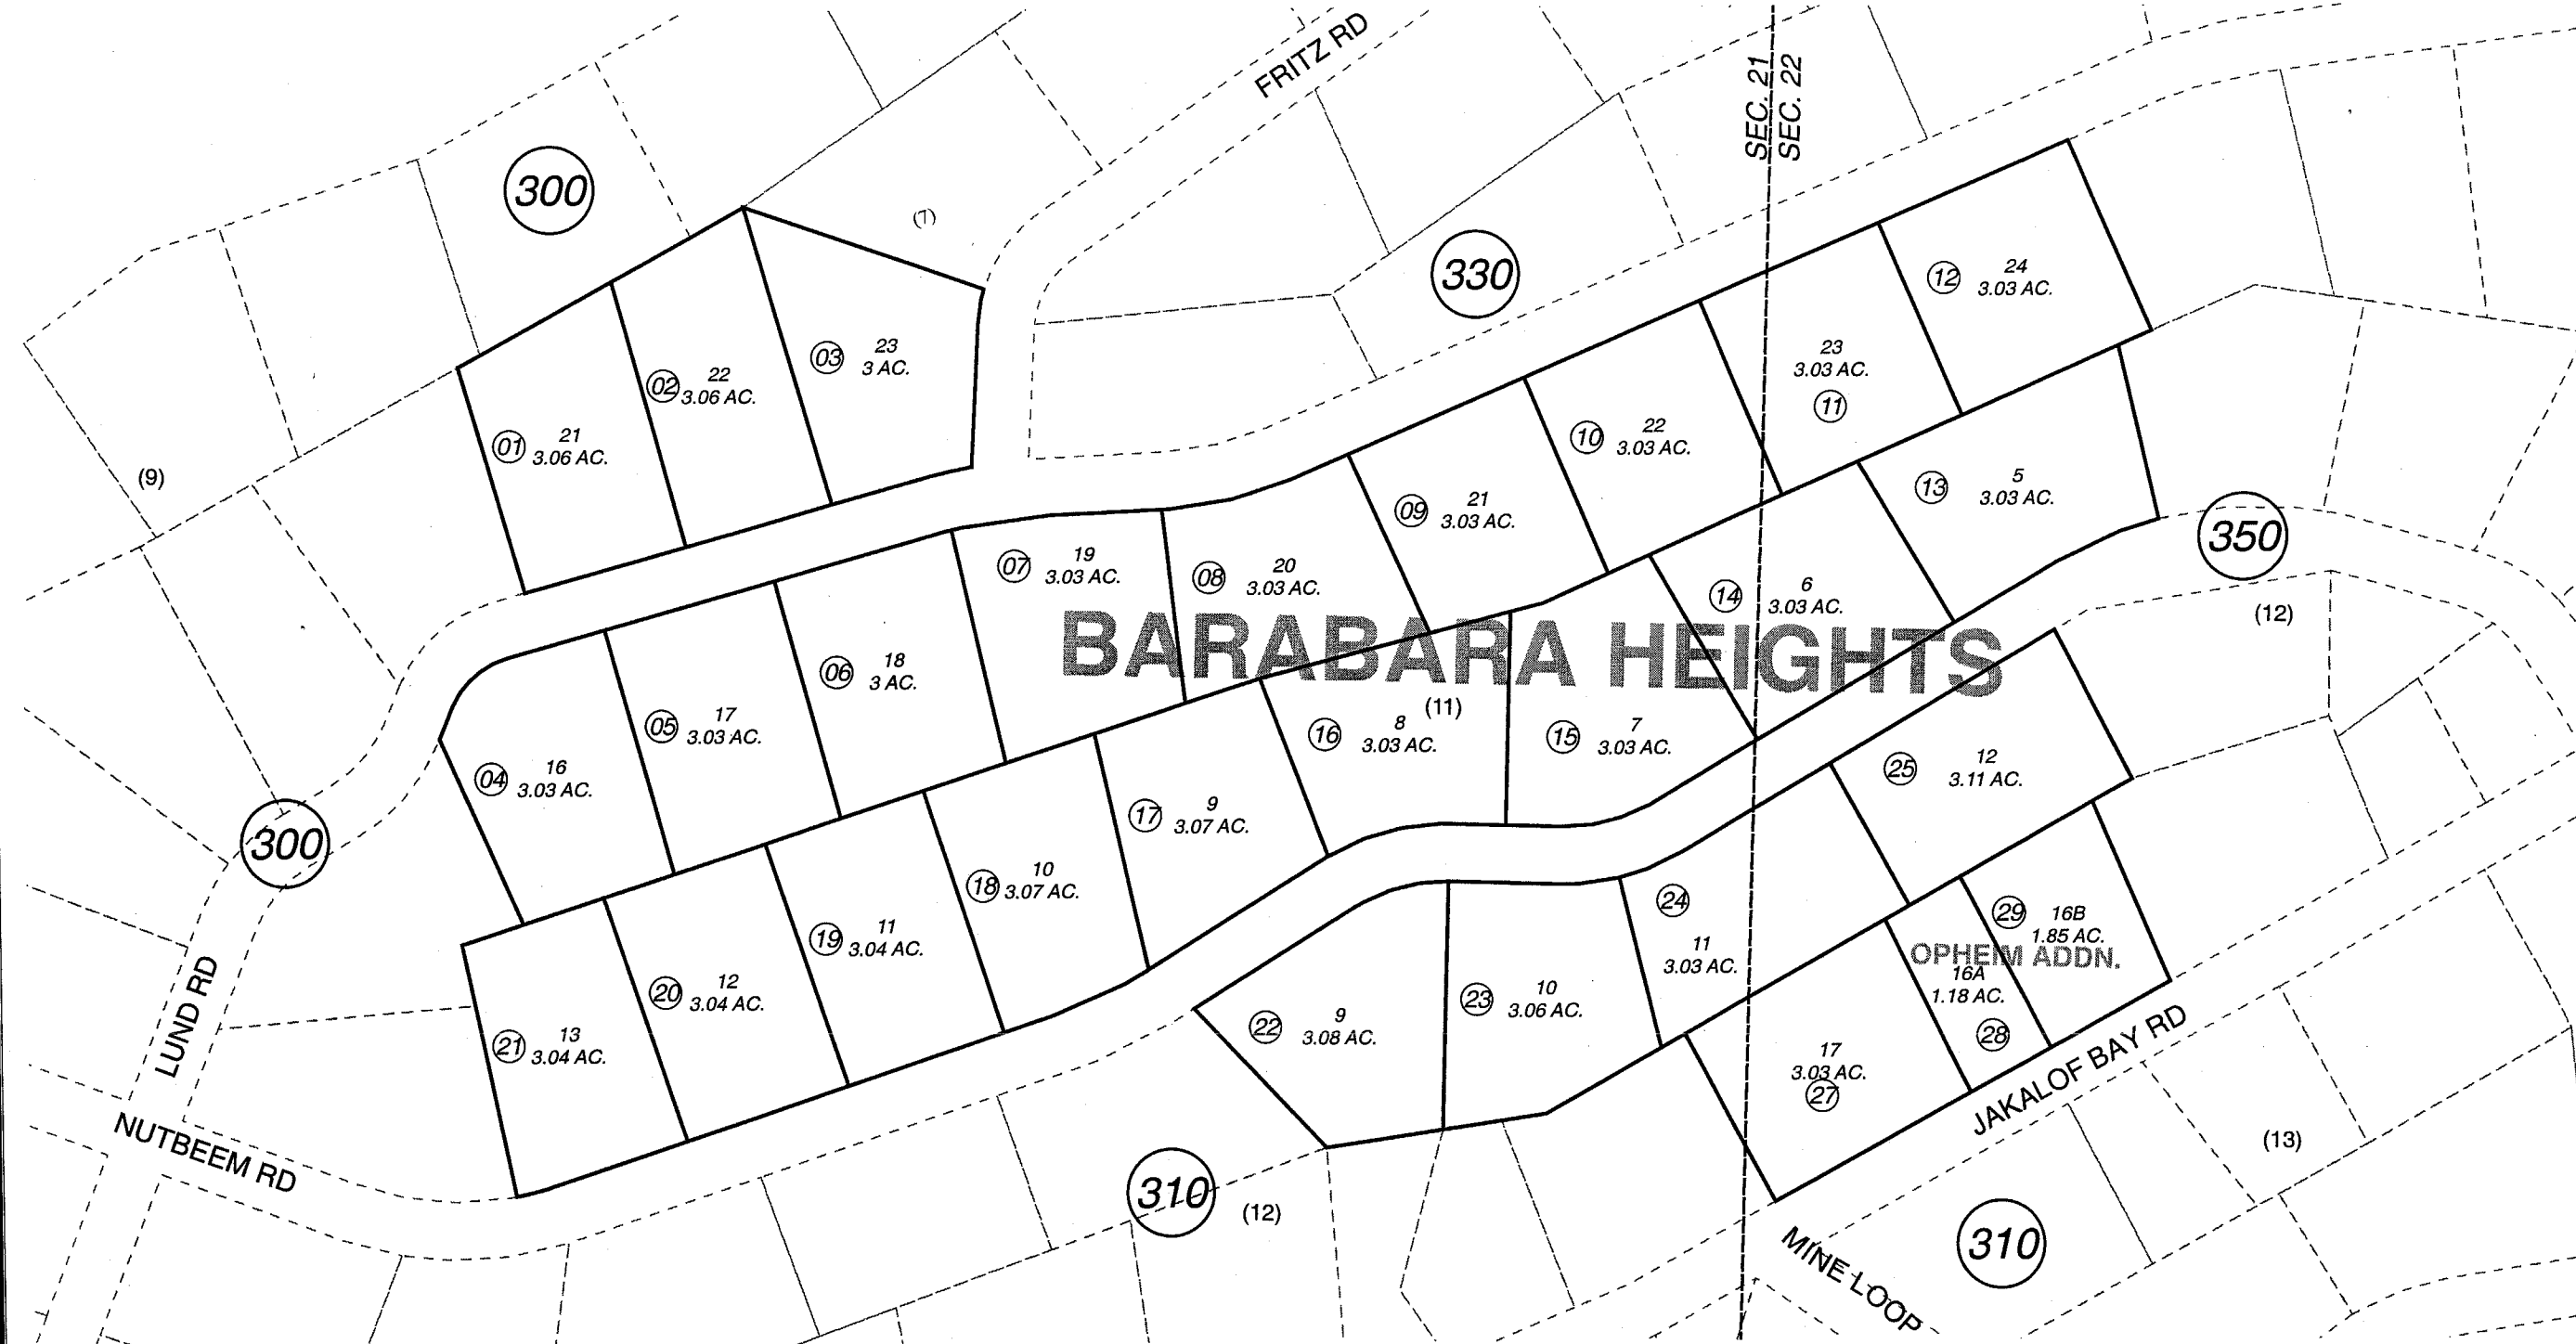 FRITZ RD
SEC. 21
SEC. 22
300
(7)
330
12
24
3.03 AC.
03
23
3 AC.
02
22
3.06 AC.
23
3.03 AC.
11
01
21
3.06 AC.
10
22
3.03 AC.
(9)
13
5
3.03 AC.
09
21
3.03 AC.
350
07
19
3.03 AC.
08
20
3.03 AC.
14
6
3.03 AC.
(12)
BARABARA HEIGHTS
06
18
3 AC.
(11)
05
17
3.03 AC.
16
8
3.03 AC.
15
7
3.03 AC.
04
16
3.03 AC.
25
12
3.11 AC.
17
9
3.07 AC.
300
18
10
3.07 AC.
24
11
3.03 AC.
29
16B
1.85 AC.
OPHEIM ADDN.
19
11
3.04 AC.
16A
1.18 AC.
28
20
12
3.04 AC.
23
10
3.06 AC.
LUND RD
22
9
3.08 AC.
21
13
3.04 AC.
17
3.03 AC.
27
JAKALOF BAY RD
NUTBEEM RD
(13)
310
(12)
310
MINE LOOP